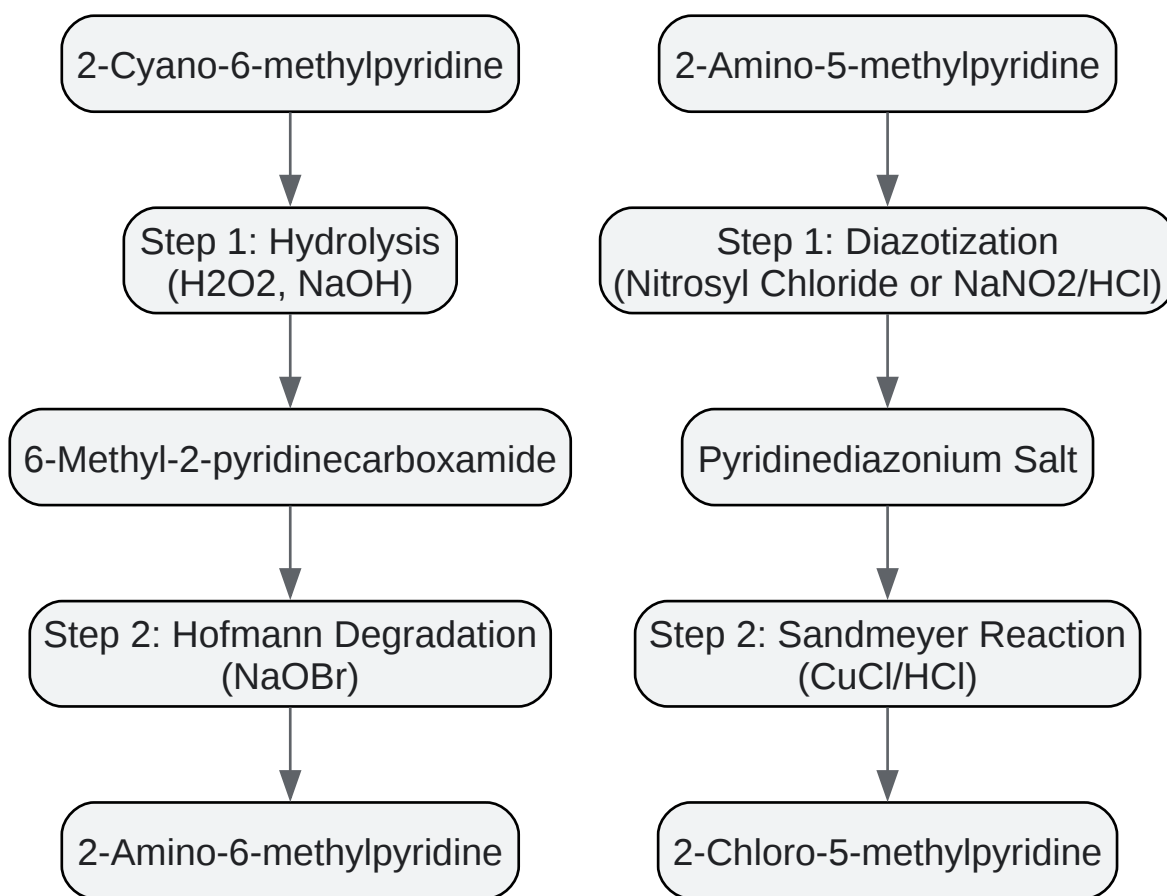 2-Cyano-6-methylpyridine
Step 1: Hydrolysis
(H2O2, NaOH)
6-Methyl-2-pyridinecarboxamide
Step 2: Hofmann Degradation
(NaOBr)
2-Amino-6-methylpyridine
2-Amino-5-methylpyridine
Step 1: Diazotization
(Nitrosyl Chloride or NaNO2/HCl)
Pyridinediazonium Salt
Step 2: Sandmeyer Reaction
(CuCl/HCl)
2-Chloro-5-methylpyridine